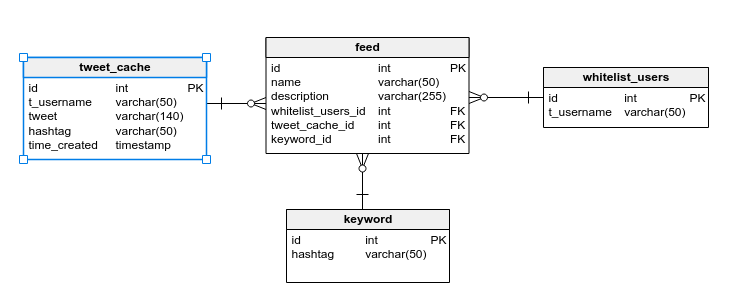 tweet_cache
id int PK
t_username varchar(50)
tweet varchar(140)
hashtag varchar(50)
time_created timestamp
feed
id int PK
name varchar(50)
description varchar(255)
whitelist_users_id int FK
tweet_cache_id int FK
keyword_id int FK
whitelist_users
id int PK
t_username varchar(50)
keyword
id int PK
hashtag varchar(50)